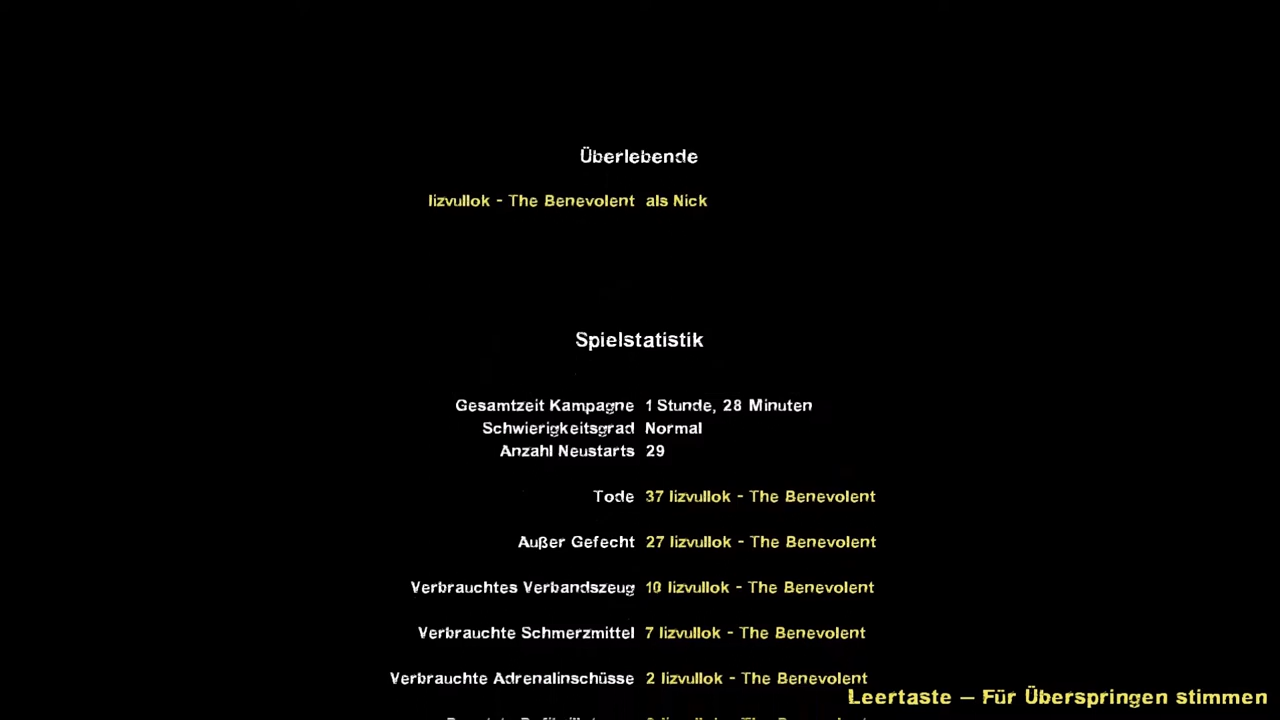 Überlebende
lizvullok - The Benevolent als Nick
Spielstatistik
Gesamtzeit Kampagne 1 Stunde, 28 Minuten
Schwierigkeitsgrad Normal
Anzahl Neustarts 29
Tode 37 lizvullok - The Benevolent
Außer Gefecht 27 lizvullok - The Benevolent
Verbrauchtes Verbandszeug 10 lizvullok - The Benevolent
Verbrauchte Schmerzmittel 7 lizvullok - The Benevolent
Verbrauchte Adrenalinschüsse 2 lizvullok - The Benevolent
Leertaste – Für Überspringen stimmen